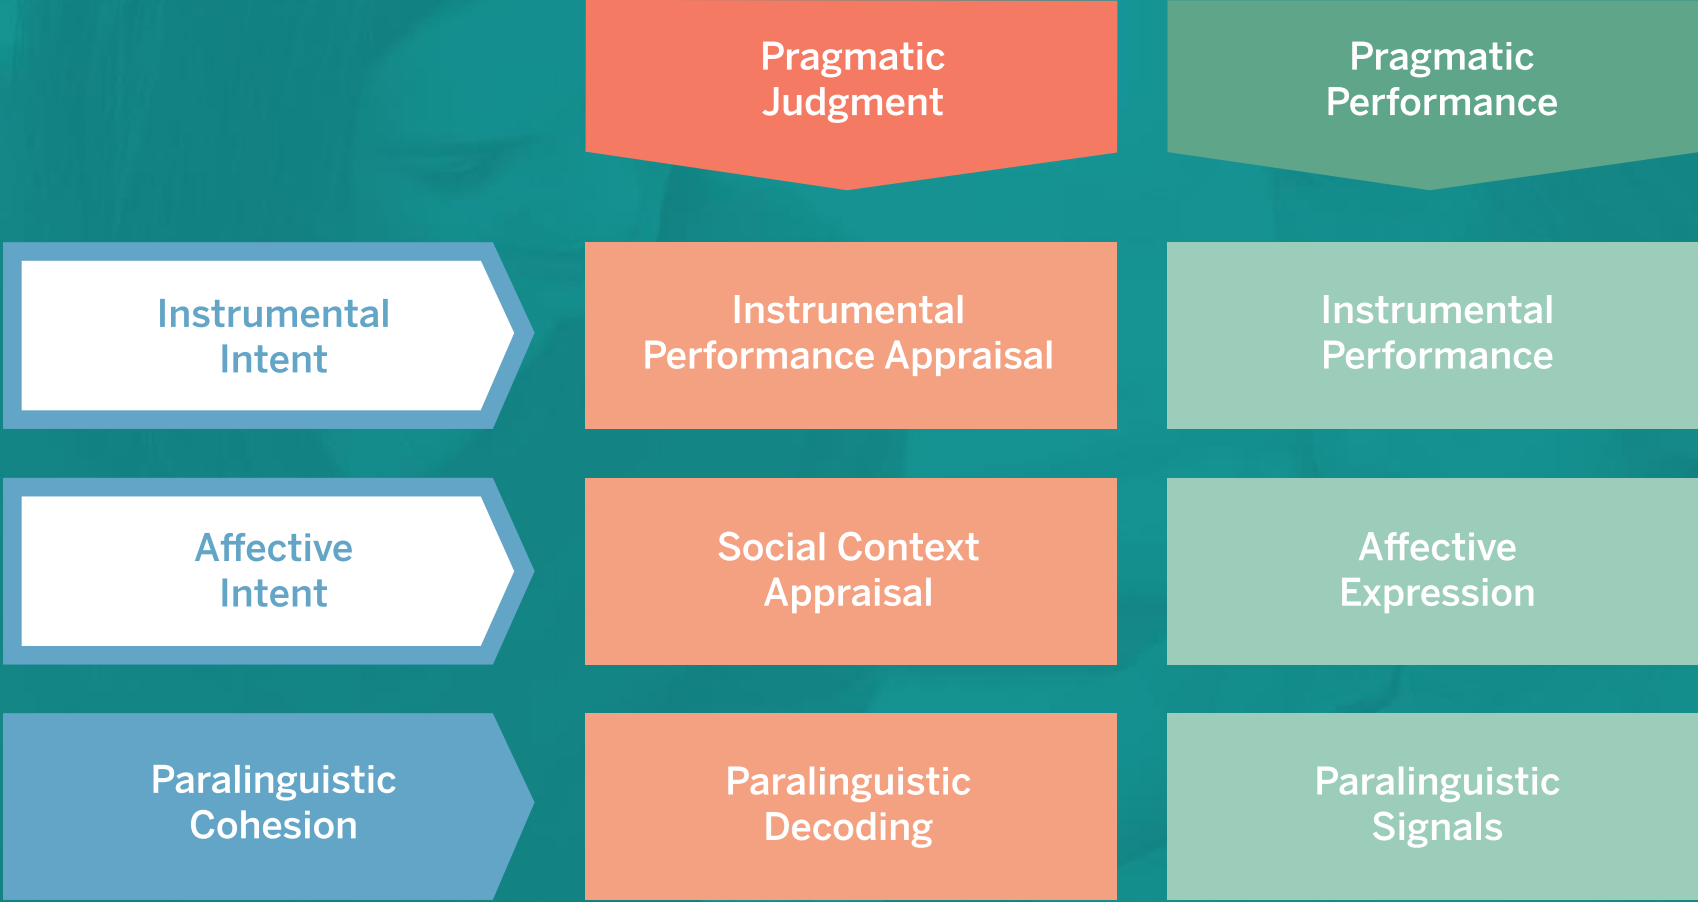 Pragmatic
Judgment
Pragmatic
Performance
Instrumental
Intent
Instrumental
Performance Appraisal
Instrumental
Performance
Affective
Intent
Social Context
Appraisal
Affective
Expression
Paralinguistic
Cohesion
Paralinguistic
Decoding
Paralinguistic
Signals